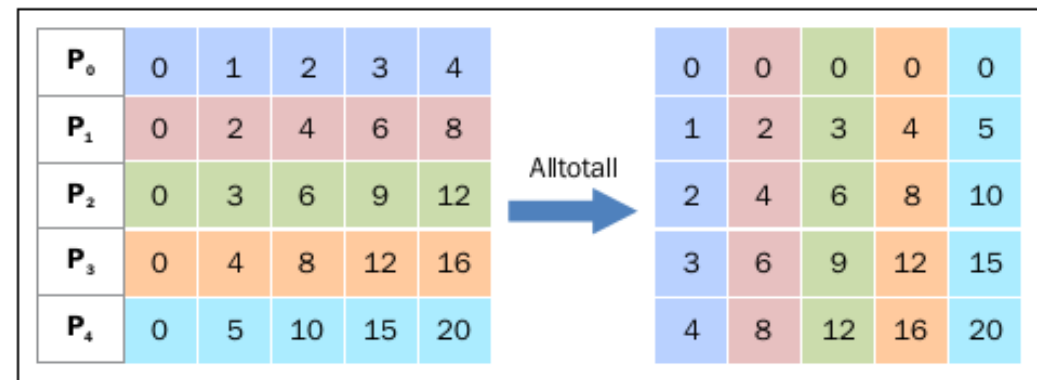 P₀ 0 1 2 3 4 0 0 0 0 0
P₁ 0 2 4 6 8 1 2 3 4 5
Alltotall
P₂ 0 3 6 9 12 2 4 6 8 10
P₃ 0 4 8 12 16 3 6 9 12 15
P₄ 0 5 10 15 20 4 8 12 16 20